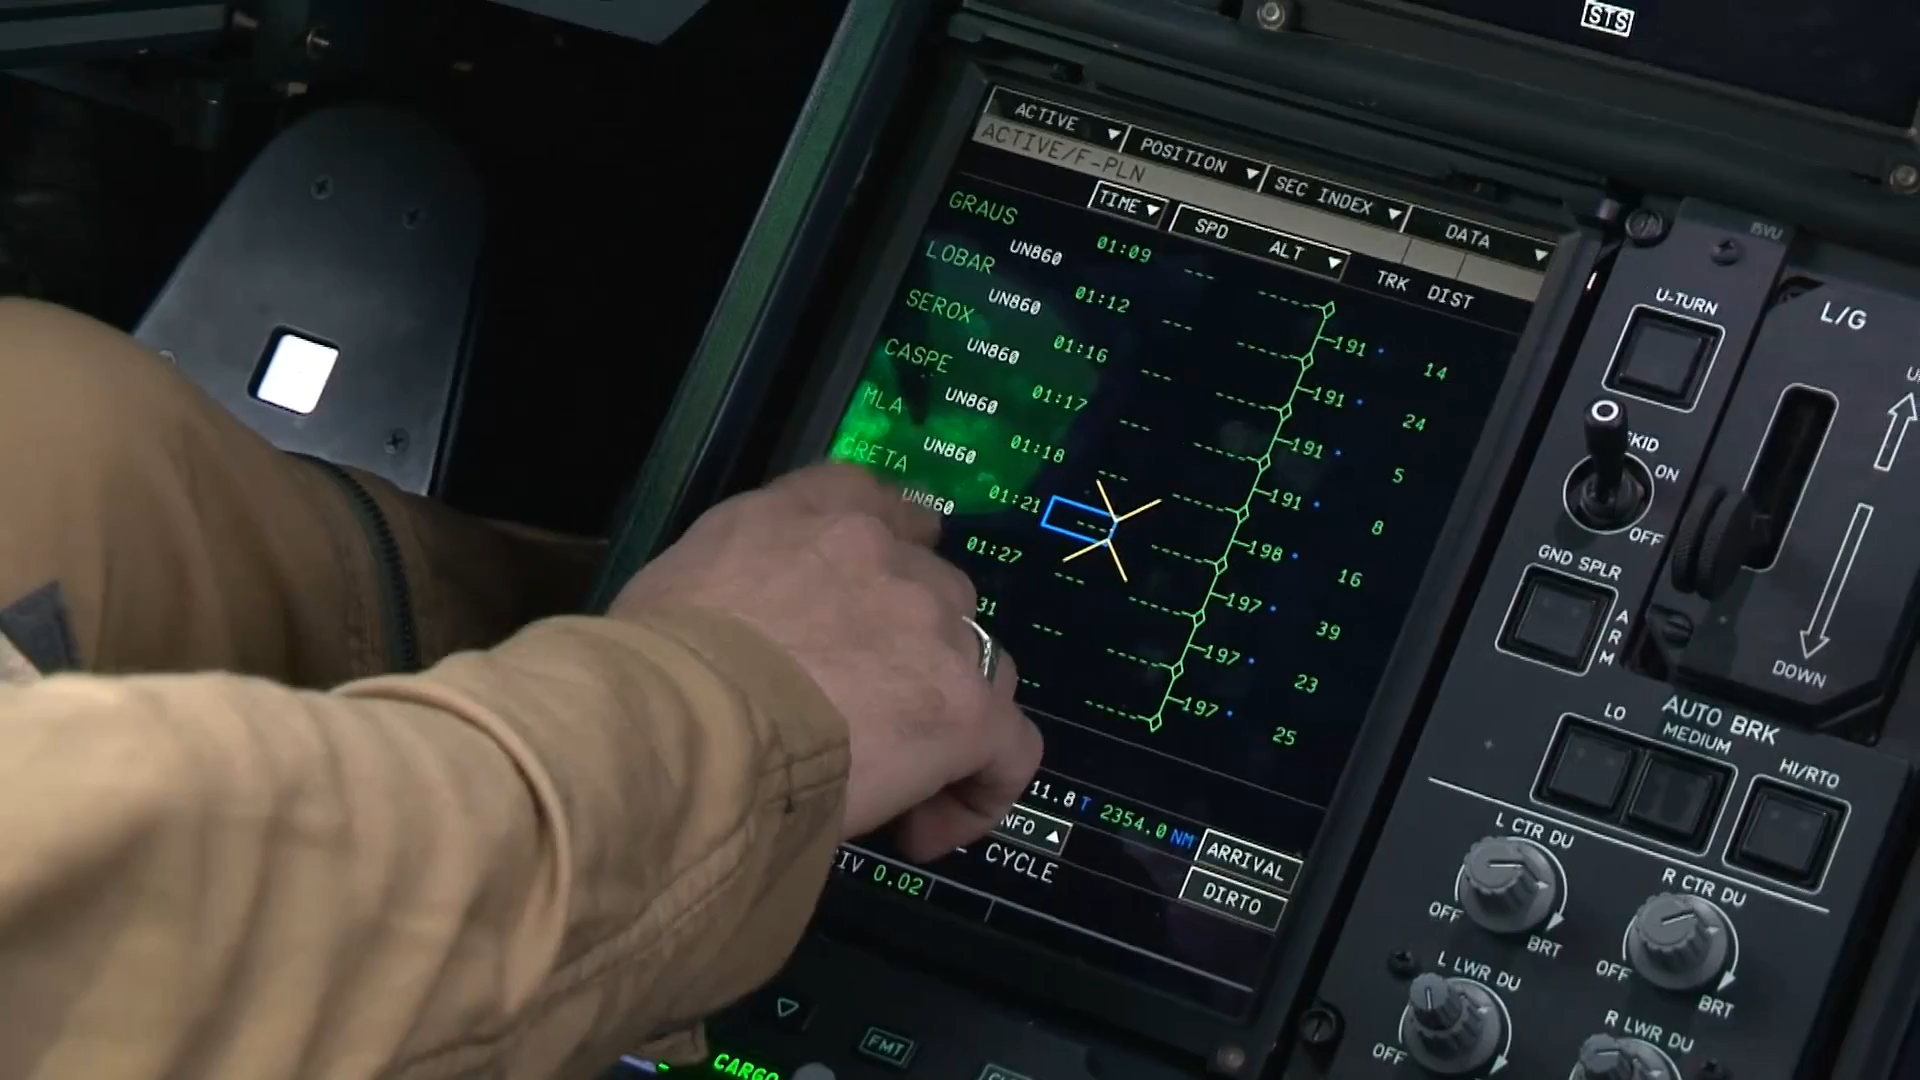 STS
ACTIVE ▼ POSITION ▼ SEC INDEX ▼ DATA ▼
ACTIVE/F-PLN
TIME ▼ SPD ALT ▼ TRK DIST
GRAUS 01:09 --- -----
UN860 191 14
LOBAR 01:12 --- -----
UN860 191 24
SEROX 01:16 --- -----
UN860 191 5
CASPE 01:17 --- -----
UN860 191 8
MLA 01:18 --- -----
UN860 198 16
GRETA 01:21 --- -----
UN860 197 39
01:27 --- -----
197 23
31 --- -----
197 25
11.8 T 2354.0 NM
ARRIVAL
DIRTO
CYCLE
0.02
FMT
CARGO
U-TURN
L/G
ON
OFF
GND SPLR
ARM
DOWN
AUTO BRK
LO MEDIUM HI/RTO
L CTR DU
OFF BRT
R CTR DU
OFF BRT
L LWR DU
OFF
R LWR DU